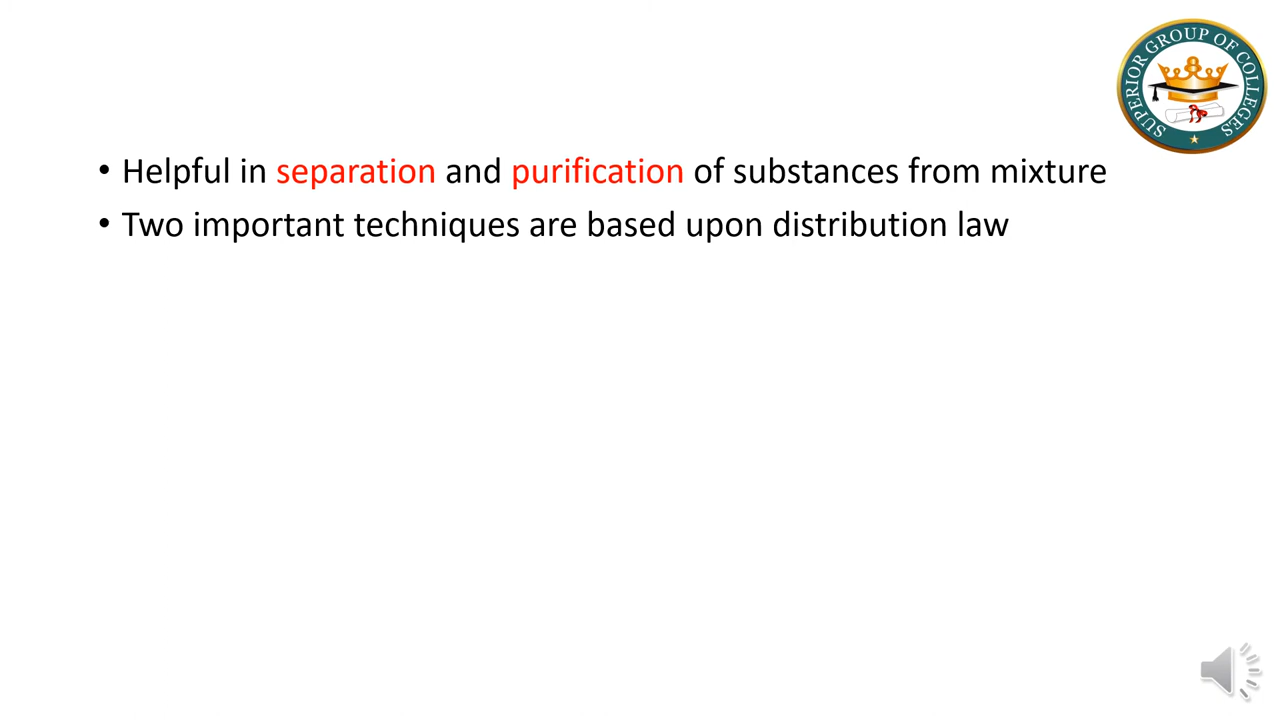 SUPERIOR GROUP OF COLLEGES
• Helpful in separation and purification of substances from mixture
• Two important techniques are based upon distribution law